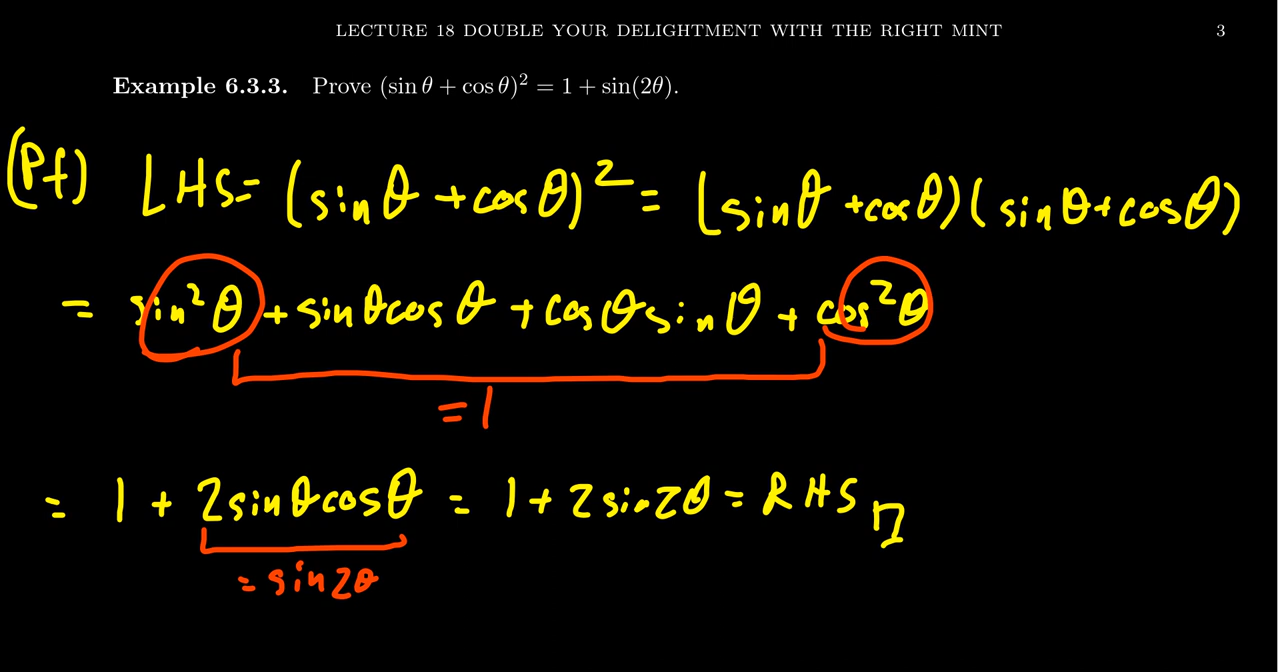 LECTURE 18 DOUBLE YOUR DELIGHTMENT WITH THE RIGHT MINT 3
Example 6.3.3. Prove (sin θ + cos θ)² = 1 + sin(2θ).
(Pf) LHS = (sin θ + cos θ)² = (sin θ + cos θ)(sin θ + cos θ)
= sin² θ + sin θ cos θ + cos θ sin θ + cos² θ
= 1
= 1 + 2 sin θ cos θ = 1 + 2 sin 2θ = RHS □
= sin 2θ